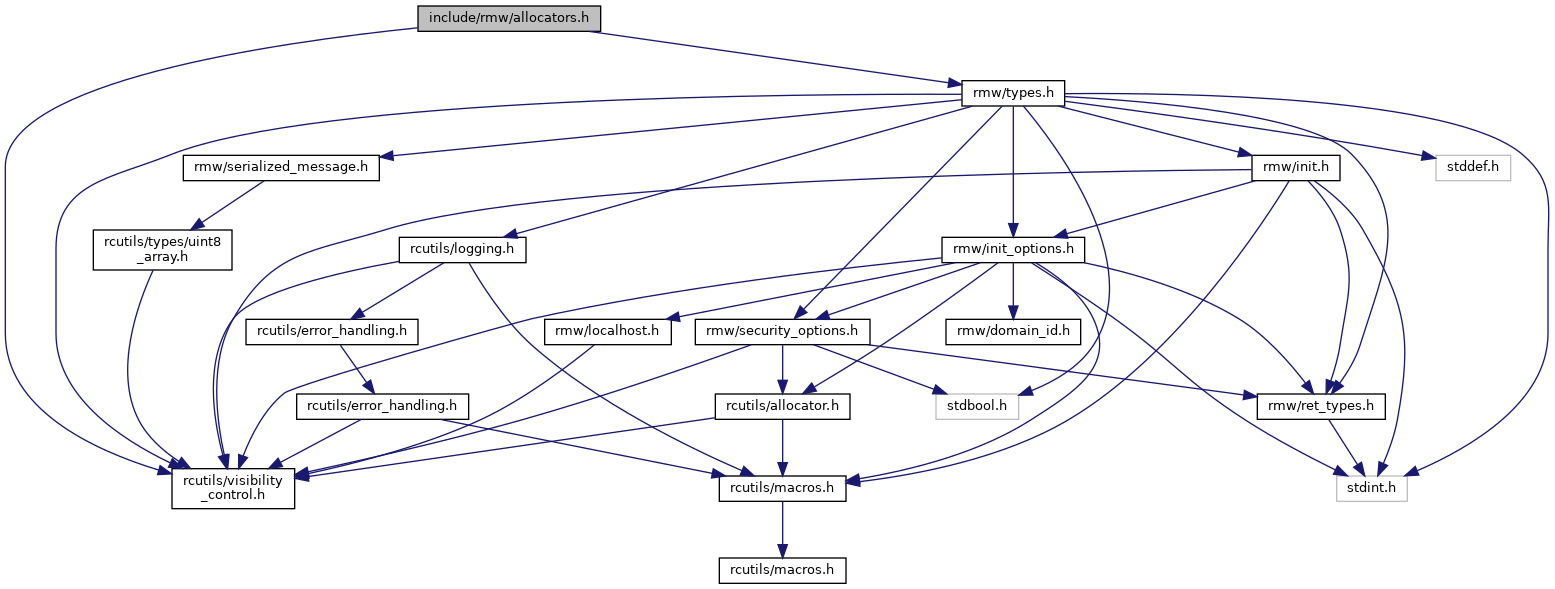 include/rmw/allocators.h
rmw/types.h
rmw/serialized_message.h
rmw/init.h
stddef.h
rcutils/types/uint8
_array.h
rcutils/logging.h
rmw/init_options.h
rcutils/error_handling.h
rmw/localhost.h
rmw/security_options.h
rmw/domain_id.h
rcutils/error_handling.h
rcutils/allocator.h
stdbool.h
rmw/ret_types.h
rcutils/visibility
_control.h
rcutils/macros.h
stdint.h
rcutils/macros.h